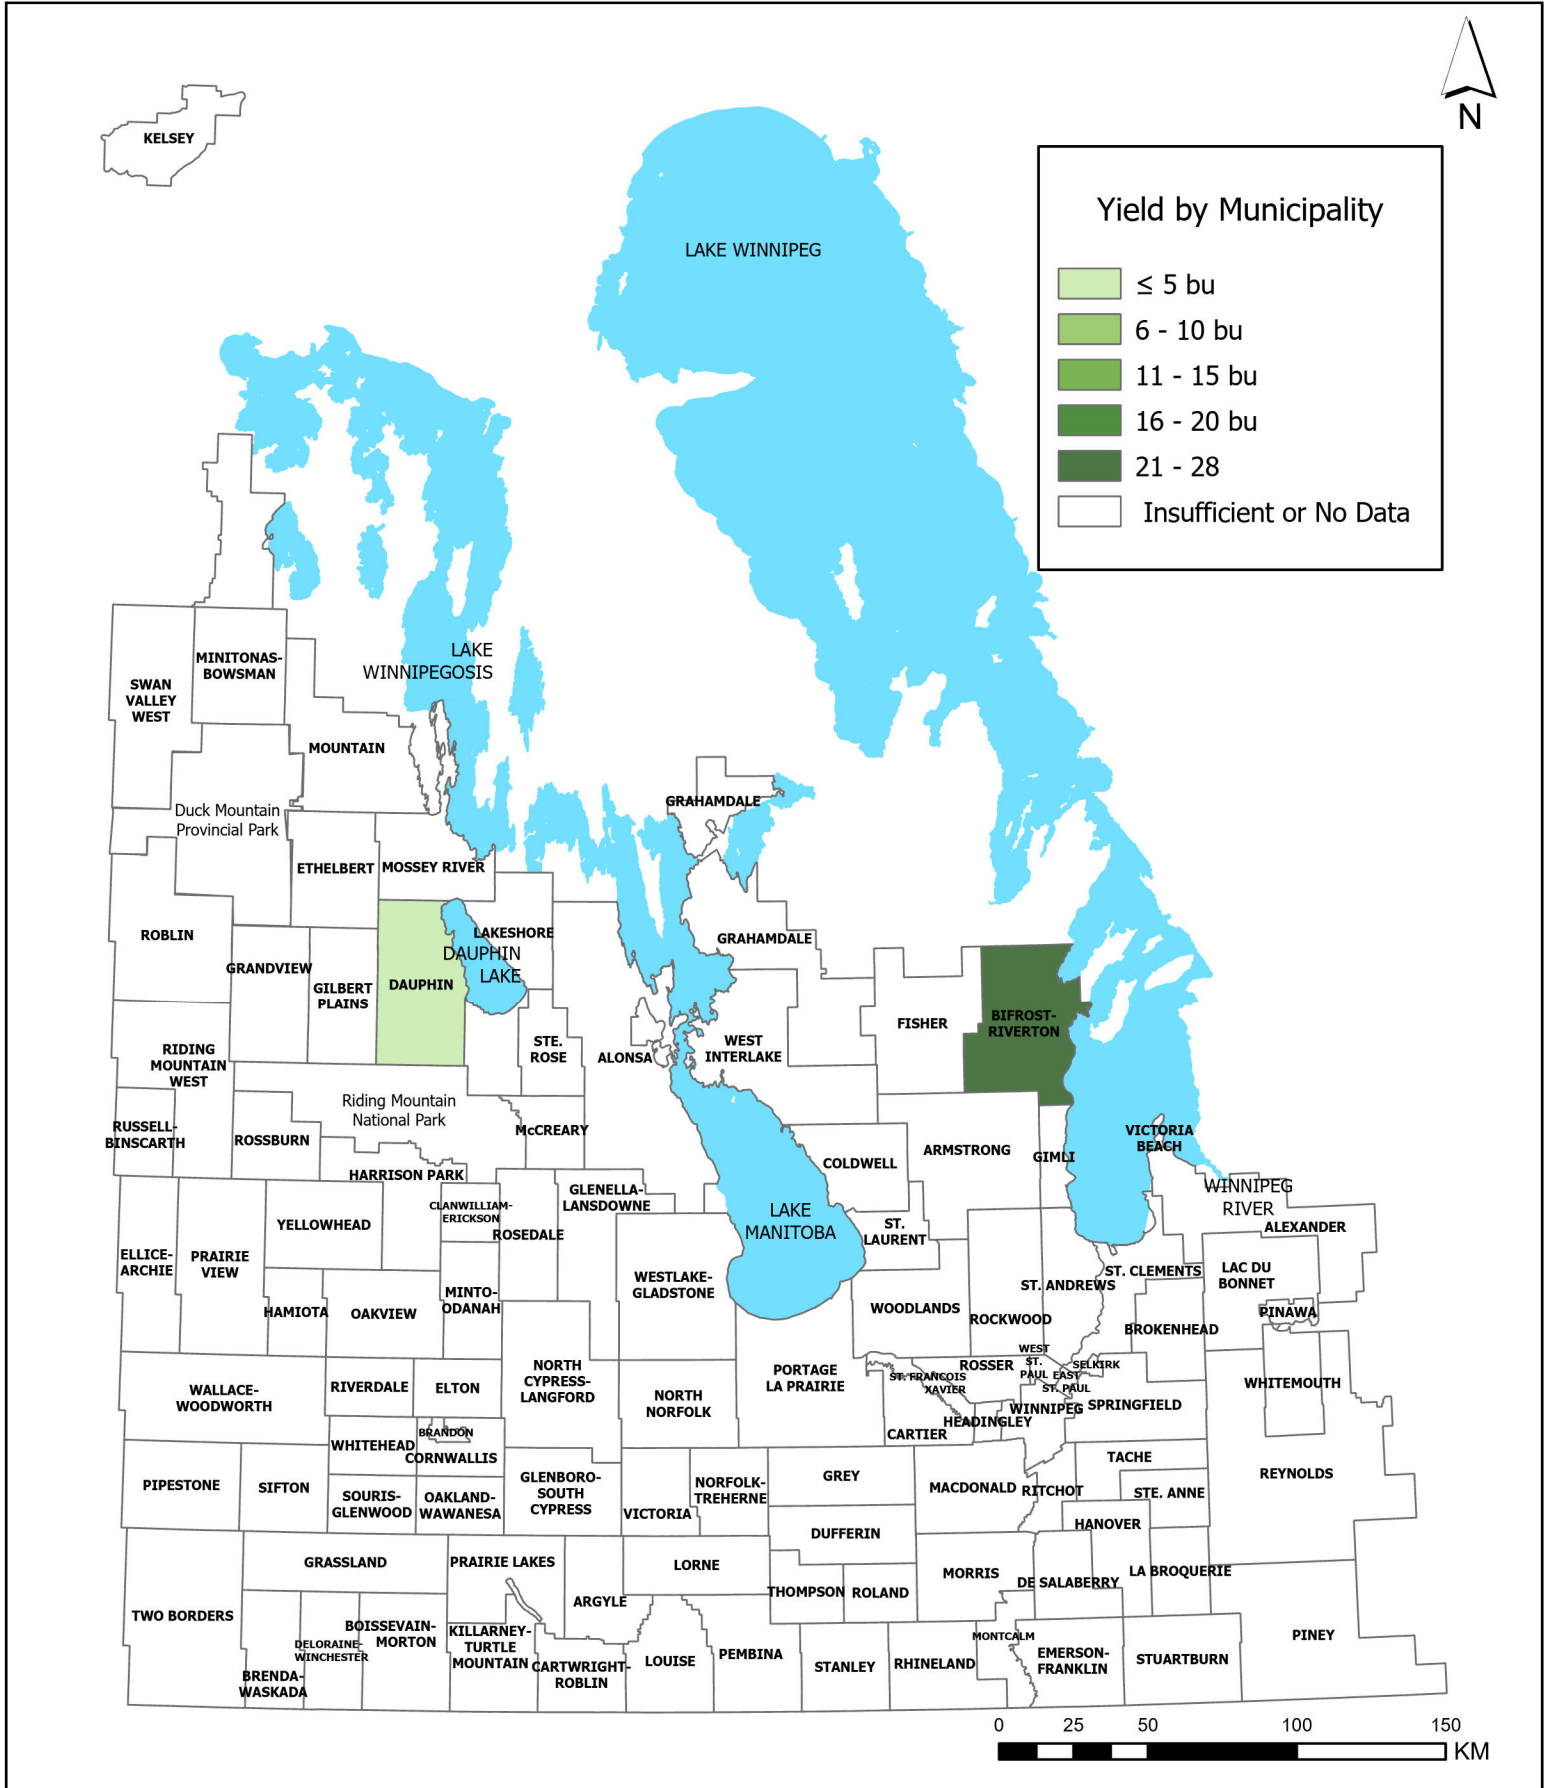 N
KELSEY
Yield by Municipality
≤ 5 bu
6 - 10 bu
11 - 15 bu
16 - 20 bu
21 - 28
Insufficient or No Data
LAKE WINNIPEG
LAKE
WINNIPEGOSIS
MINITONAS-
BOWSMAN
SWAN
VALLEY
WEST
MOUNTAIN
Duck Mountain
Provincial Park
GRAHAMDALE
ETHELBERT
MOSSEY RIVER
ROBLIN
LAKESHORE
DAUPHIN
LAKE
GRAHAMDALE
GRANDVIEW
GILBERT
PLAINS
DAUPHIN
FISHER
BIFROST-
RIVERTON
STE.
ROSE
ALONSA
WEST
INTERLAKE
RIDING
MOUNTAIN
WEST
Riding Mountain
National Park
RUSSELL-
BINSCARTH
ROSSBURN
McCREARY
VICTORIA
BEACH
ARMSTRONG
GIMLI
COLDWELL
HARRISON PARK
CLANWILLIAM-
ERICKSON
GLENELLA-
LANSDOWNE
WINNIPEG
RIVER
ALEXANDER
YELLOWHEAD
ROSEDALE
LAKE
MANITOBA
ST.
LAURENT
ELLICE-
ARCHIE
PRAIRIE
VIEW
ST. CLEMENTS
LAC DU
BONNET
WESTLAKE-
GLADSTONE
ST. ANDREWS
MINTO-
ODANAH
HAMIOTA
OAKVIEW
WOODLANDS
ROCKWOOD
PINAWA
BROKENHEAD
NORTH
CYPRESS-
LANGFORD
PORTAGE
LA PRAIRIE
ROSSER
WEST
ST.
PAUL
EAST
ST. PAUL
SELKIRK
ST. FRANCOIS
XAVIER
WHITEMOUTH
WALLACE-
WOODWORTH
RIVERDALE
ELTON
NORTH
NORFOLK
WINNIPEG
SPRINGFIELD
HEADINGLEY
CARTIER
BRANDON
WHITEHEAD
CORNWALLIS
TACHE
PIPESTONE
SIFTON
GLENBORO-
SOUTH
CYPRESS
NORFOLK-
TREHERNE
GREY
MACDONALD
RITCHOT
STE. ANNE
REYNOLDS
SOURIS-
GLENWOOD
OAKLAND-
WAWANESA
VICTORIA
DUFFERIN
HANOVER
GRASSLAND
PRAIRIE LAKES
LORNE
MORRIS
DE SALABERRY
LA BROQUERIE
THOMPSON
ROLAND
ARGYLE
TWO BORDERS
BOISSEVAIN-
MORTON
DELORAINE-
WINCHESTER
KILLARNEY-
TURTLE
MOUNTAIN
MONTCALM
PINEY
BRENDA-
WASKADA
CARTWRIGHT-
ROBLIN
LOUISE
PEMBINA
STANLEY
RHINELAND
EMERSON-
FRANKLIN
STUARTBURN
0 25 50 100 150
KM